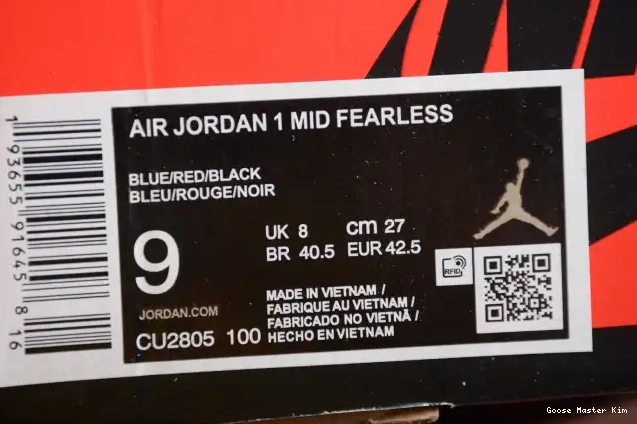 AIR JORDAN 1 MID FEARLESS
BLUE/RED/BLACK
BLEU/ROUGE/NOIR
9
UK 8 cm 27
BR 40.5 EUR 42.5
RFID
JORDAN.COM
CU2805 100
MADE IN VIETNAM /
FABRIQUE AU VIETNAM /
FABRICADO NO VIETNÃ /
HECHO EN VIETNAM
1 93655 91645 8 16
Goose Master Kim